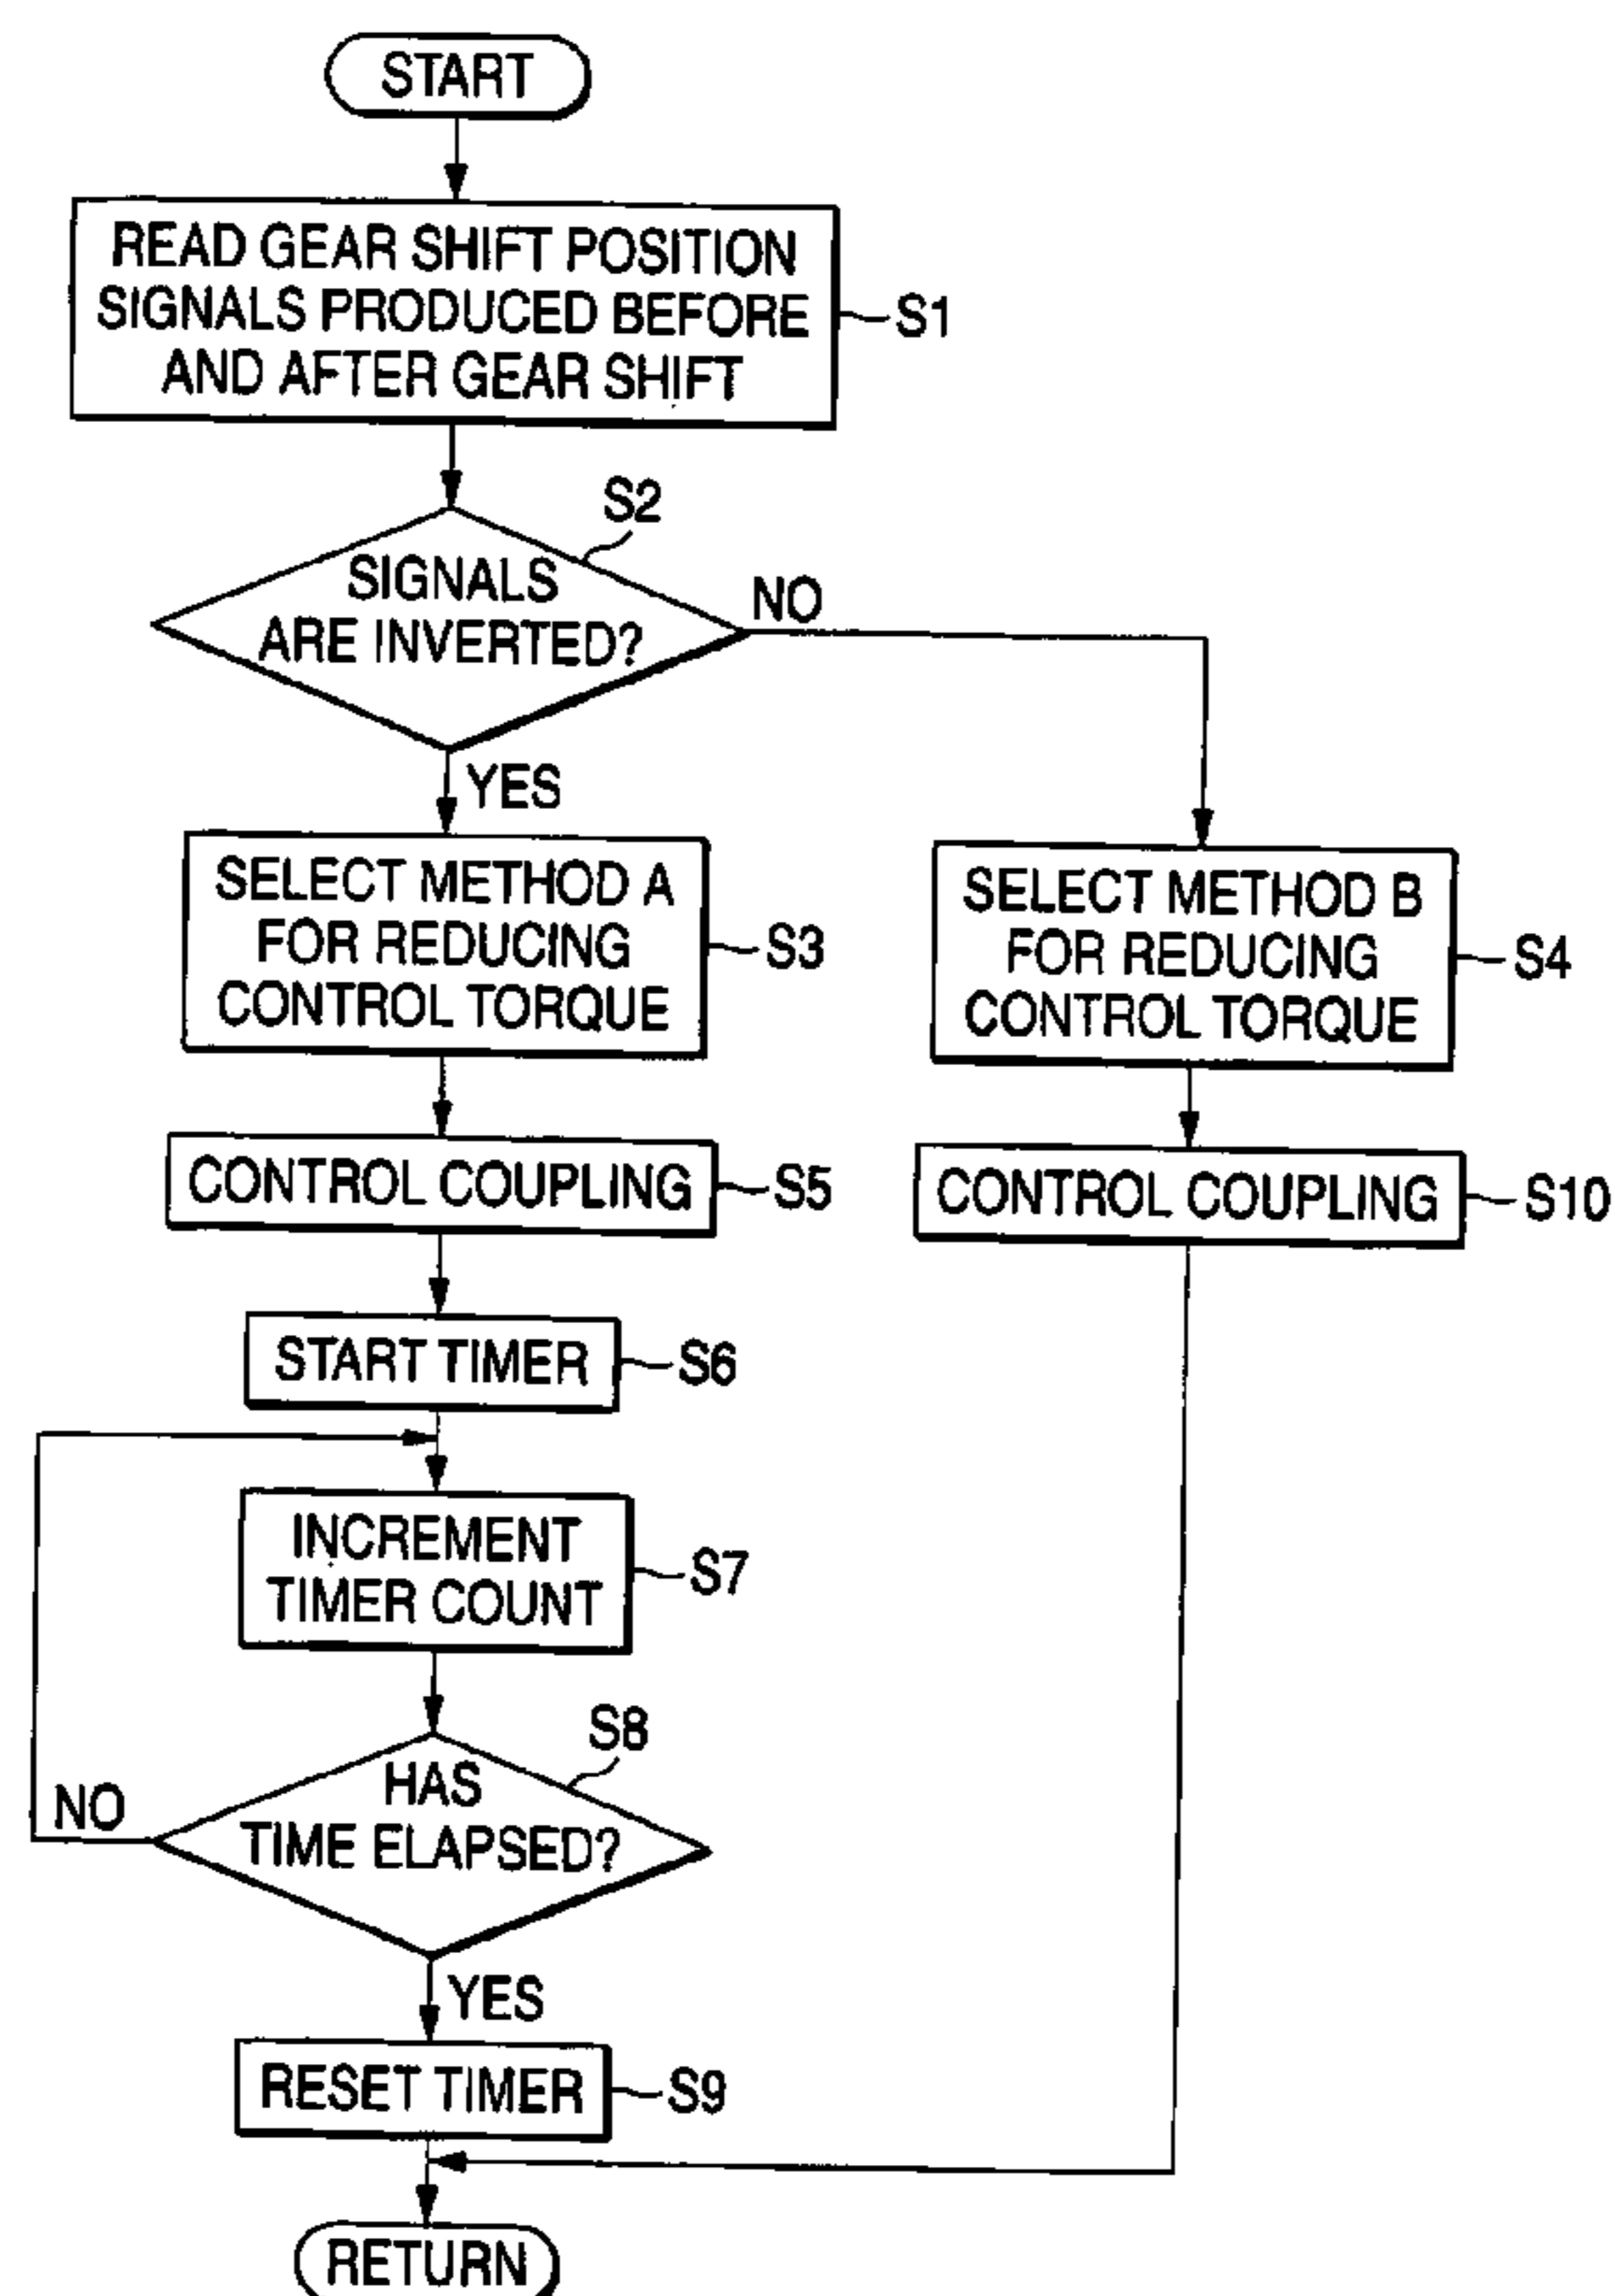 START
READ GEAR SHIFT POSITION
SIGNALS PRODUCED BEFORE
AND AFTER GEAR SHIFT
S1
S2
SIGNALS
ARE INVERTED?
NO
YES
SELECT METHOD A
FOR REDUCING
CONTROL TORQUE
S3
SELECT METHOD B
FOR REDUCING
CONTROL TORQUE
S4
CONTROL COUPLING
S5
CONTROL COUPLING
S10
START TIMER
S6
INCREMENT
TIMER COUNT
S7
S8
HAS
TIME ELAPSED?
NO
YES
RESET TIMER
S9
RETURN